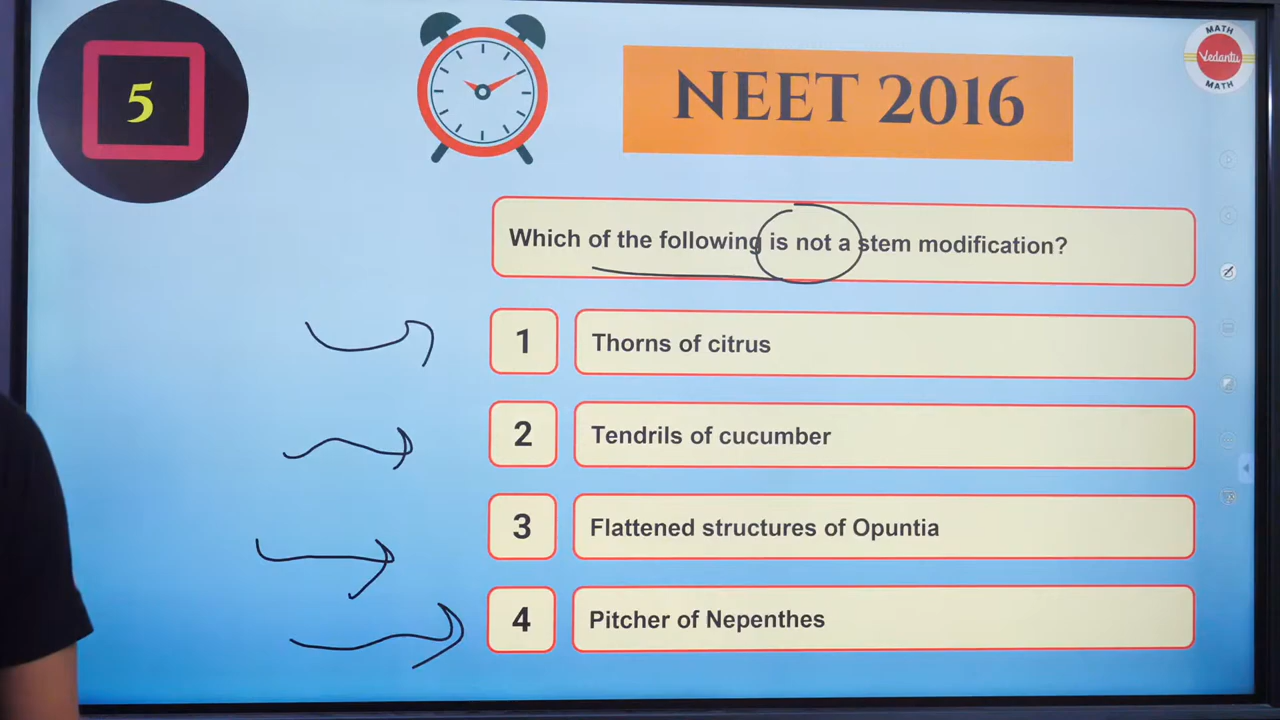 5
NEET 2016
MATH
Vedantu
MATH
Which of the following is not a stem modification?
1 Thorns of citrus
2 Tendrils of cucumber
3 Flattened structures of Opuntia
4 Pitcher of Nepenthes